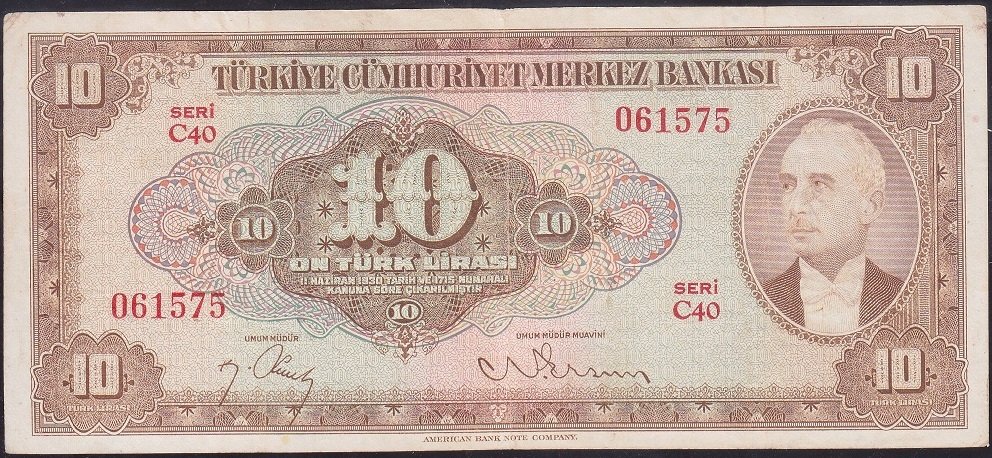 10 TÜRKİYE CÜMHURİYET MERKEZ BANKASI 10
SERİ
C40
061575
10
10 10
ON TÜRK LİRASI
11 HAZİRAN 1930 TARİH VE 1715 NUMARALI
KANUNA GÖRE ÇIKARILMIŞTIR
061575
SERİ
C40
10
UMUM MÜDÜR
UMUM MÜDÜR MUAVİNİ
10 10
TÜRK LİRASI TÜRK LİRASI
AMERICAN BANK NOTE COMPANY.